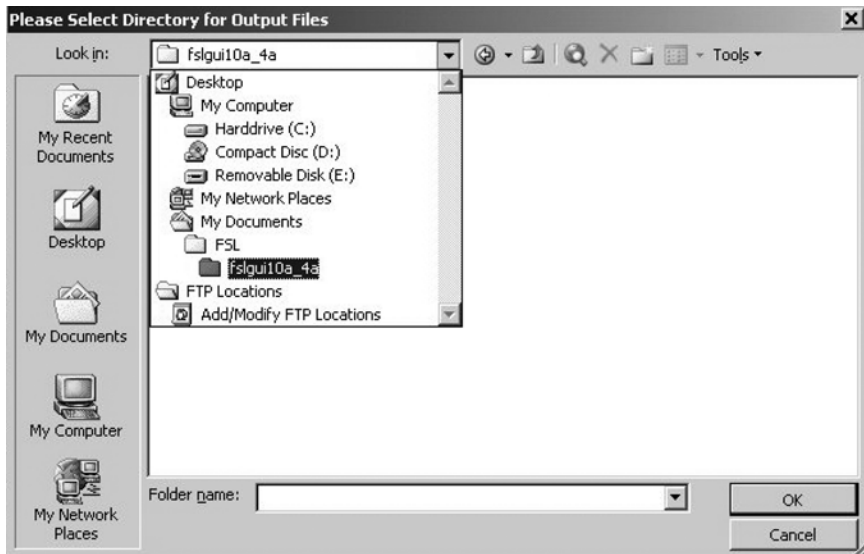 Please Select Directory for Output Files
Look in:
fslgui10a_4a
Tools
Desktop
My Computer
Harddrive (C:)
Compact Disc (D:)
Removable Disk (E:)
My Network Places
My Documents
FSL
fslgui10a_4a
FTP Locations
Add/Modify FTP Locations
My Recent
Documents
Desktop
My Documents
My Computer
My Network
Places
Folder name:
OK
Cancel